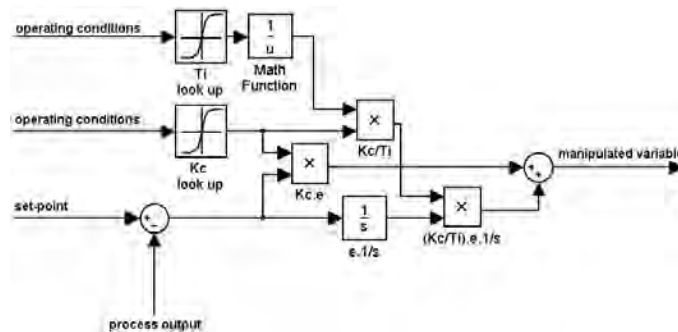 operating conditions
1
u
Ti
look up
Math
Function
operating conditions
×
Kc/Ti
Kc
look up
×
Kc.e
+
+
manipulated variable
set-point
+
−
1
s
e.1/s
×
(Kc/Ti).e.1/s
process output